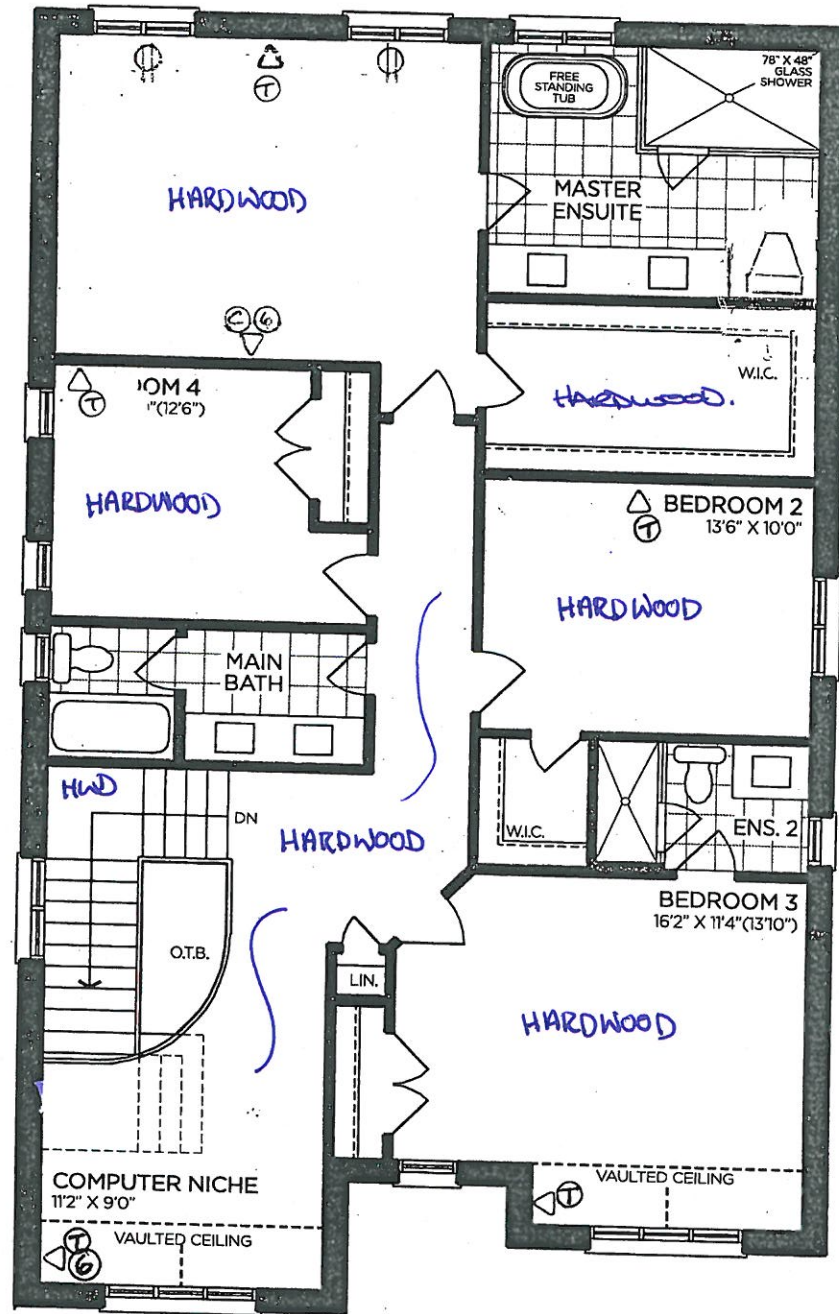 78" X 48"
GLASS
SHOWER
FREE
STANDING
TUB
T
HARDWOOD
MASTER
ENSUITE
C 6
W.I.C.
HARDWOOD.
OM 4
"(12'6")
T
HARDWOOD
BEDROOM 2
13'6" X 10'0"
T
HARDWOOD
MAIN
BATH
HWD
DN
HARDWOOD
W.I.C.
ENS. 2
BEDROOM 3
16'2" X 11'4"(13'10")
O.T.B.
LIN.
HARDWOOD
COMPUTER NICHE
11'2" X 9'0"
VAULTED CEILING
T
VAULTED CEILING
T
6